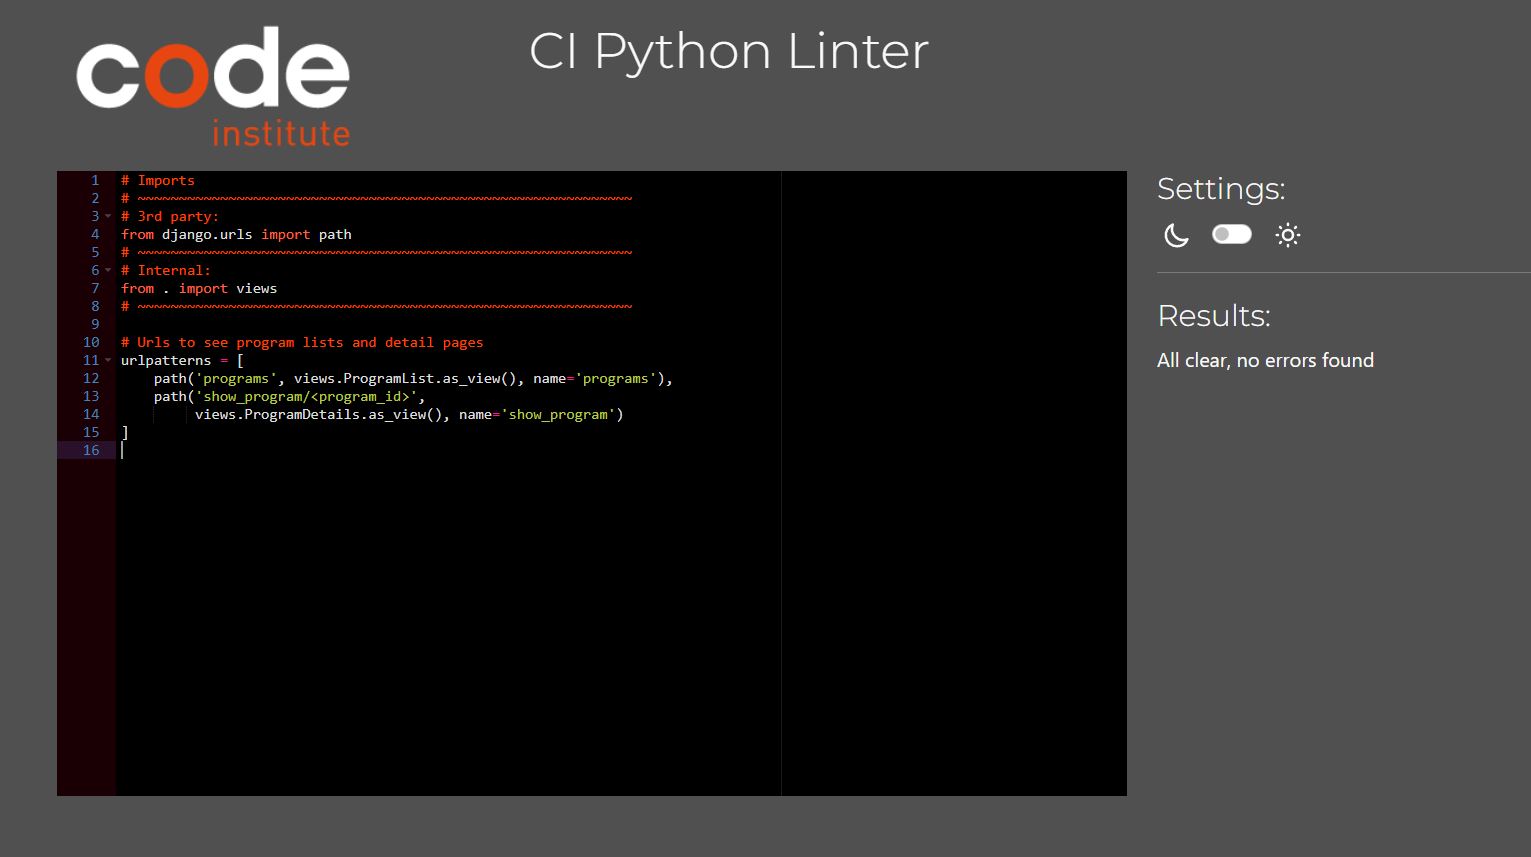 code
institute
CI Python Linter
1 # Imports
2 # ~~~~~~~~~~~~~~~~~~~~~~~~~~~~~~~~~~~~~~~~~~~~~~~~~~~~~~~~~~~~
3 # 3rd party:
4 from django.urls import path
5 # ~~~~~~~~~~~~~~~~~~~~~~~~~~~~~~~~~~~~~~~~~~~~~~~~~~~~~~~~~~~~
6 # Internal:
7 from . import views
8 # ~~~~~~~~~~~~~~~~~~~~~~~~~~~~~~~~~~~~~~~~~~~~~~~~~~~~~~~~~~~~
9
10 # Urls to see program lists and detail pages
11 urlpatterns = [
12     path('programs', views.ProgramList.as_view(), name='programs'),
13     path('show_program/<program_id>',
14          views.ProgramDetails.as_view(), name='show_program')
15 ]
16
Settings:
Results:
All clear, no errors found